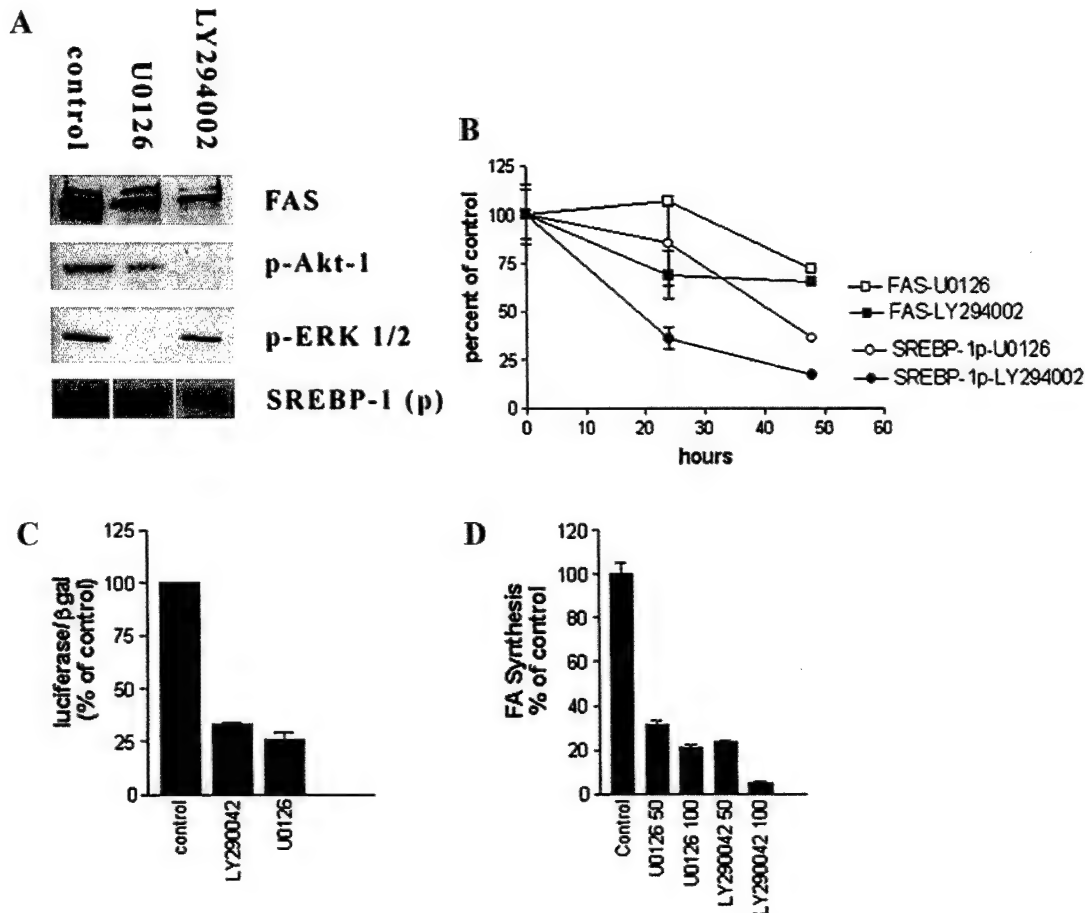 A
control
U0126
LY294002
FAS
p-Akt-1
p-ERK 1/2
SREBP-1 (p)
B
percent of control
125
100
75
50
25
0
0 10 20 30 40 50 60
hours
FAS-U0126
FAS-LY294002
SREBP-1p-U0126
SREBP-1p-LY294002
C
luciferase/β gal
(% of control)
125
100
75
50
25
0
control
LY290042
U0126
D
FA Synthesis
% of control
120
100
80
60
40
20
0
Control
U0126 50
U0126 100
LY290042 50
LY290042 100